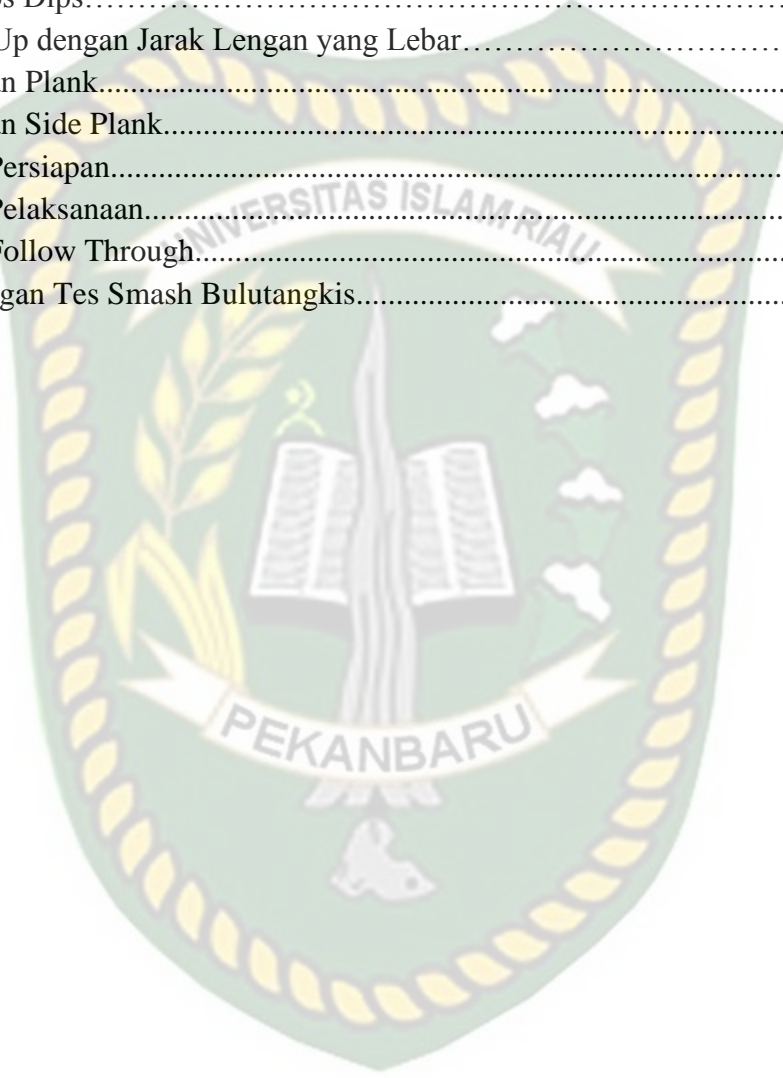 s Dips……………………………………………………………
Up dengan Jarak Lengan yang Lebar…………………………
n Plank........................................................................................
n Side Plank................................................................................
Persiapan.......................................................................................
Pelaksanaan..................................................................................
Follow Through............................................................................
gan Tes Smash Bulutangkis......................................................
UNIVERSITAS ISLAM RIAU
PEKANBARU